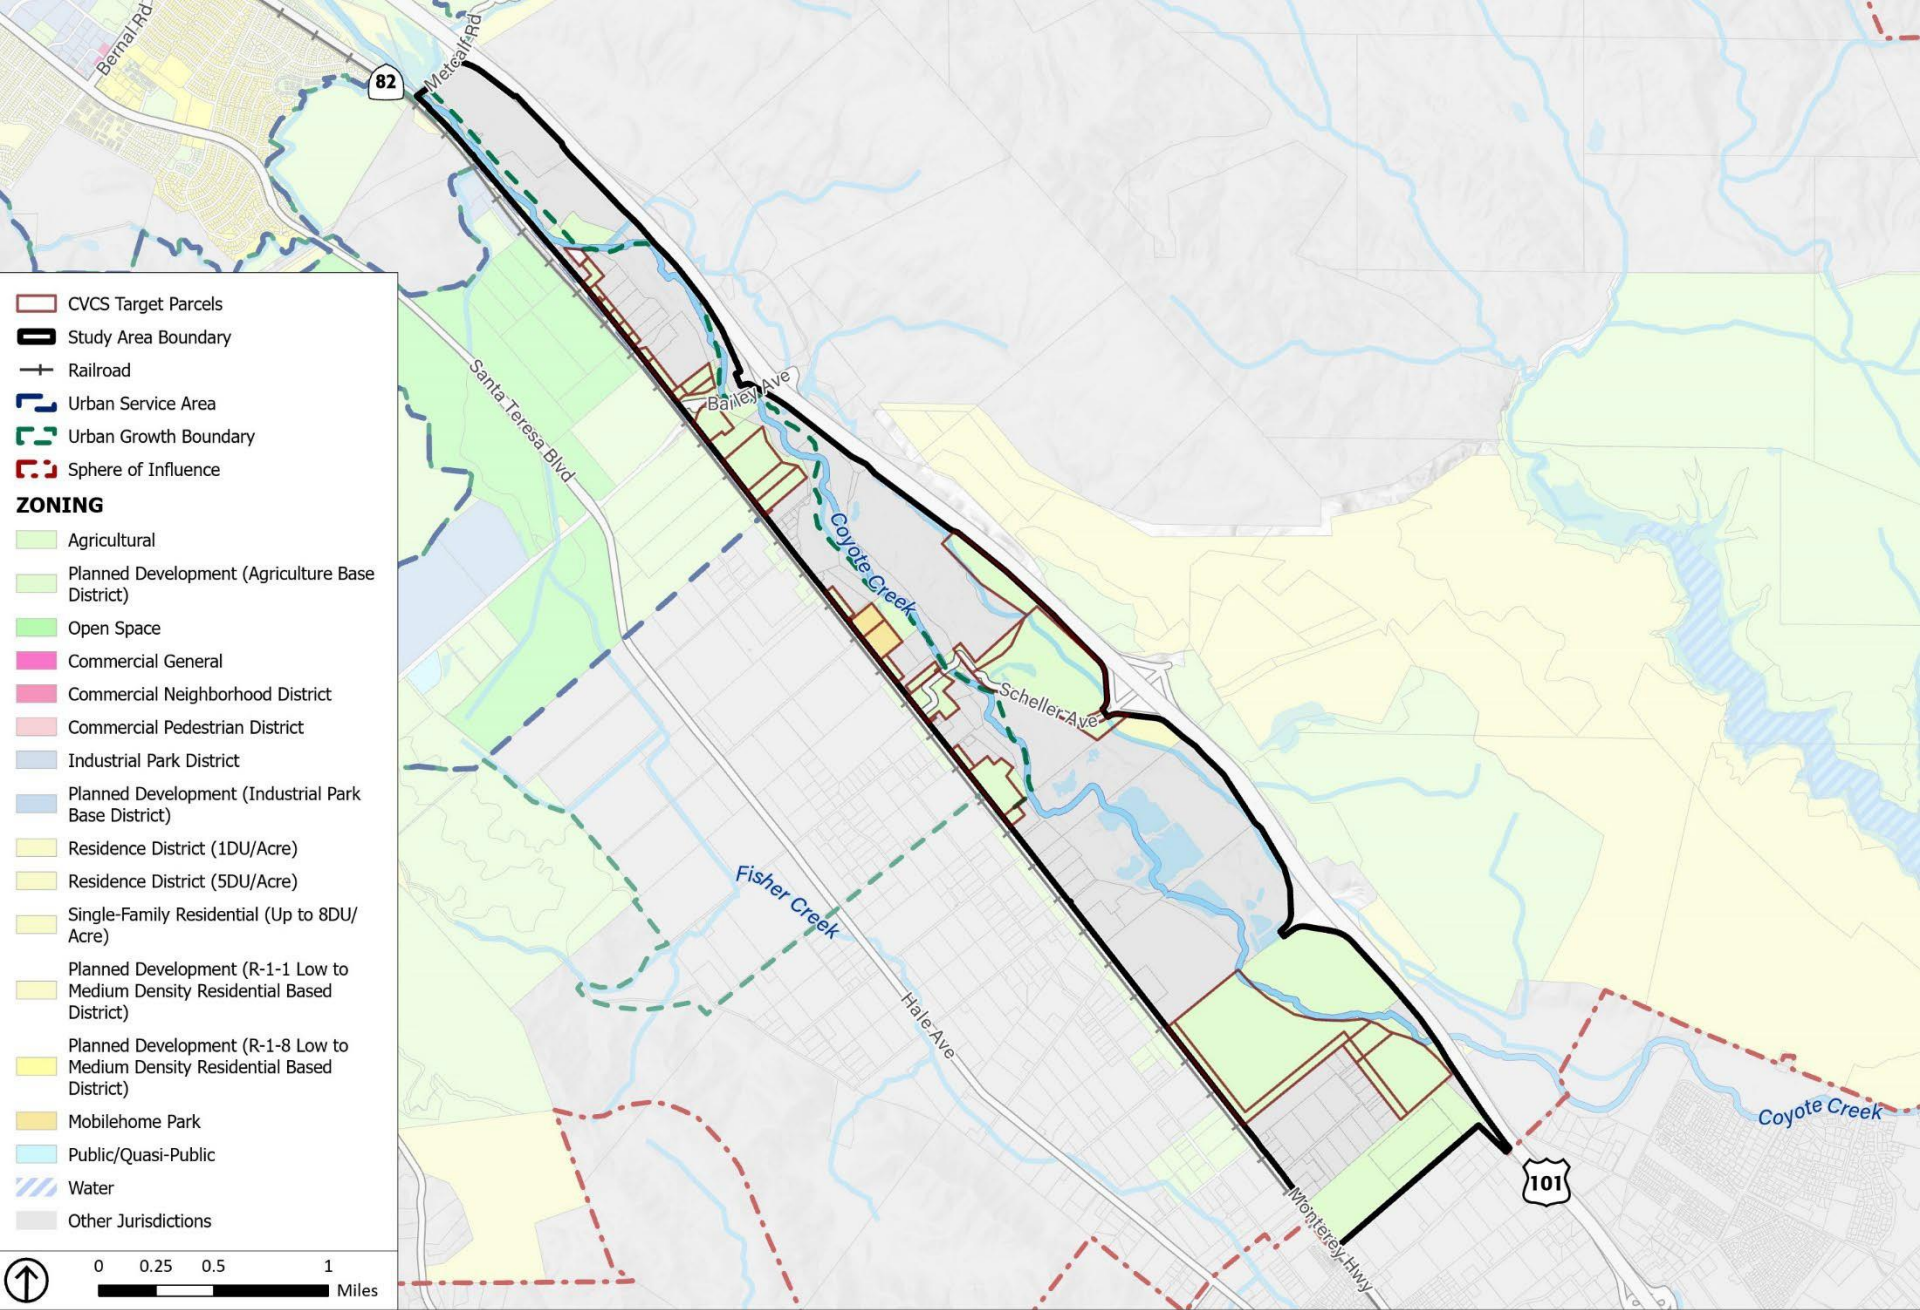 Bernal Rd
Metcalf Rd
82
CVCS Target Parcels
Study Area Boundary
Railroad
Urban Service Area
Urban Growth Boundary
Sphere of Influence
ZONING
Agricultural
Planned Development (Agriculture Base
District)
Open Space
Commercial General
Commercial Neighborhood District
Commercial Pedestrian District
Industrial Park District
Planned Development (Industrial Park
Base District)
Residence District (1DU/Acre)
Residence District (5DU/Acre)
Single-Family Residential (Up to 8DU/
Acre)
Planned Development (R-1-1 Low to
Medium Density Residential Based
District)
Planned Development (R-1-8 Low to
Medium Density Residential Based
District)
Mobilehome Park
Public/Quasi-Public
Water
Other Jurisdictions
0 0.25 0.5 1
Miles
Santa Teresa Blvd
Bailey Ave
Coyote Creek
Scheller Ave
Fisher Creek
Hale Ave
Coyote Creek
101
Monterey Hwy